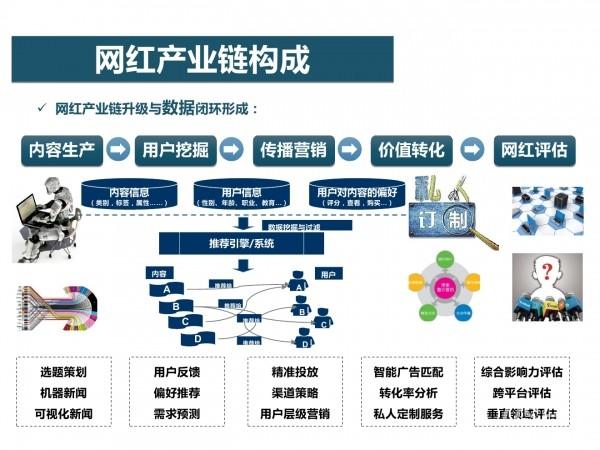 网红产业链构成
✓ 网红产业链升级与数据闭环形成：
内容生产
用户挖掘
传播营销
价值转化
网红评估
内容信息
（类别，标签，属性……）
用户信息
（性别、年龄、职业、教育…）
用户对内容的偏好
（评分，查看，购买…）
私人
订制
数据挖掘与过滤
推荐引擎/系统
内容
用户
A
B
C
D
推荐给
推荐给
推荐给
推荐给
A
B
C
D
?
选题策划
机器新闻
可视化新闻
用户反馈
偏好推荐
需求预测
精准投放
渠道策略
用户层级营销
智能广告匹配
转化率分析
私人定制服务
综合影响力评估
跨平台评估
垂直领域评估